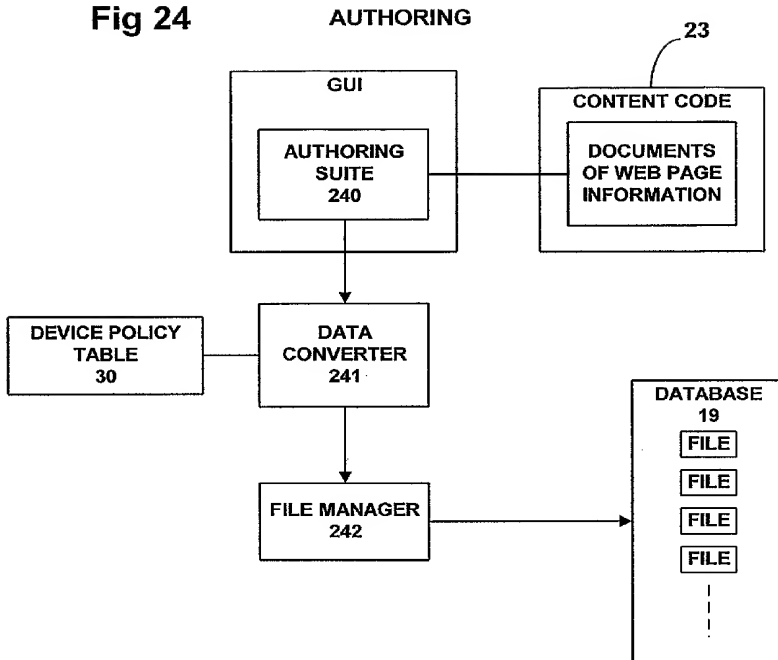 Fig 24
AUTHORING
23
GUI
CONTENT CODE
AUTHORING
SUITE
240
DOCUMENTS
OF WEB PAGE
INFORMATION
DEVICE POLICY
TABLE
30
DATA
CONVERTER
241
DATABASE
19
FILE
FILE
FILE
FILE
FILE MANAGER
242